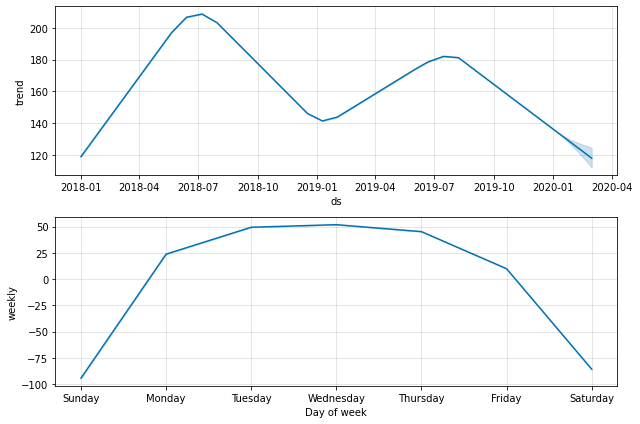 200
180
160
140
120
trend
2018-01 2018-04 2018-07 2018-10 2019-01 2019-04 2019-07 2019-10 2020-01 2020-04
ds
50
25
0
−25
−50
−75
−100
weekly
Sunday Monday Tuesday Wednesday Thursday Friday Saturday
Day of week